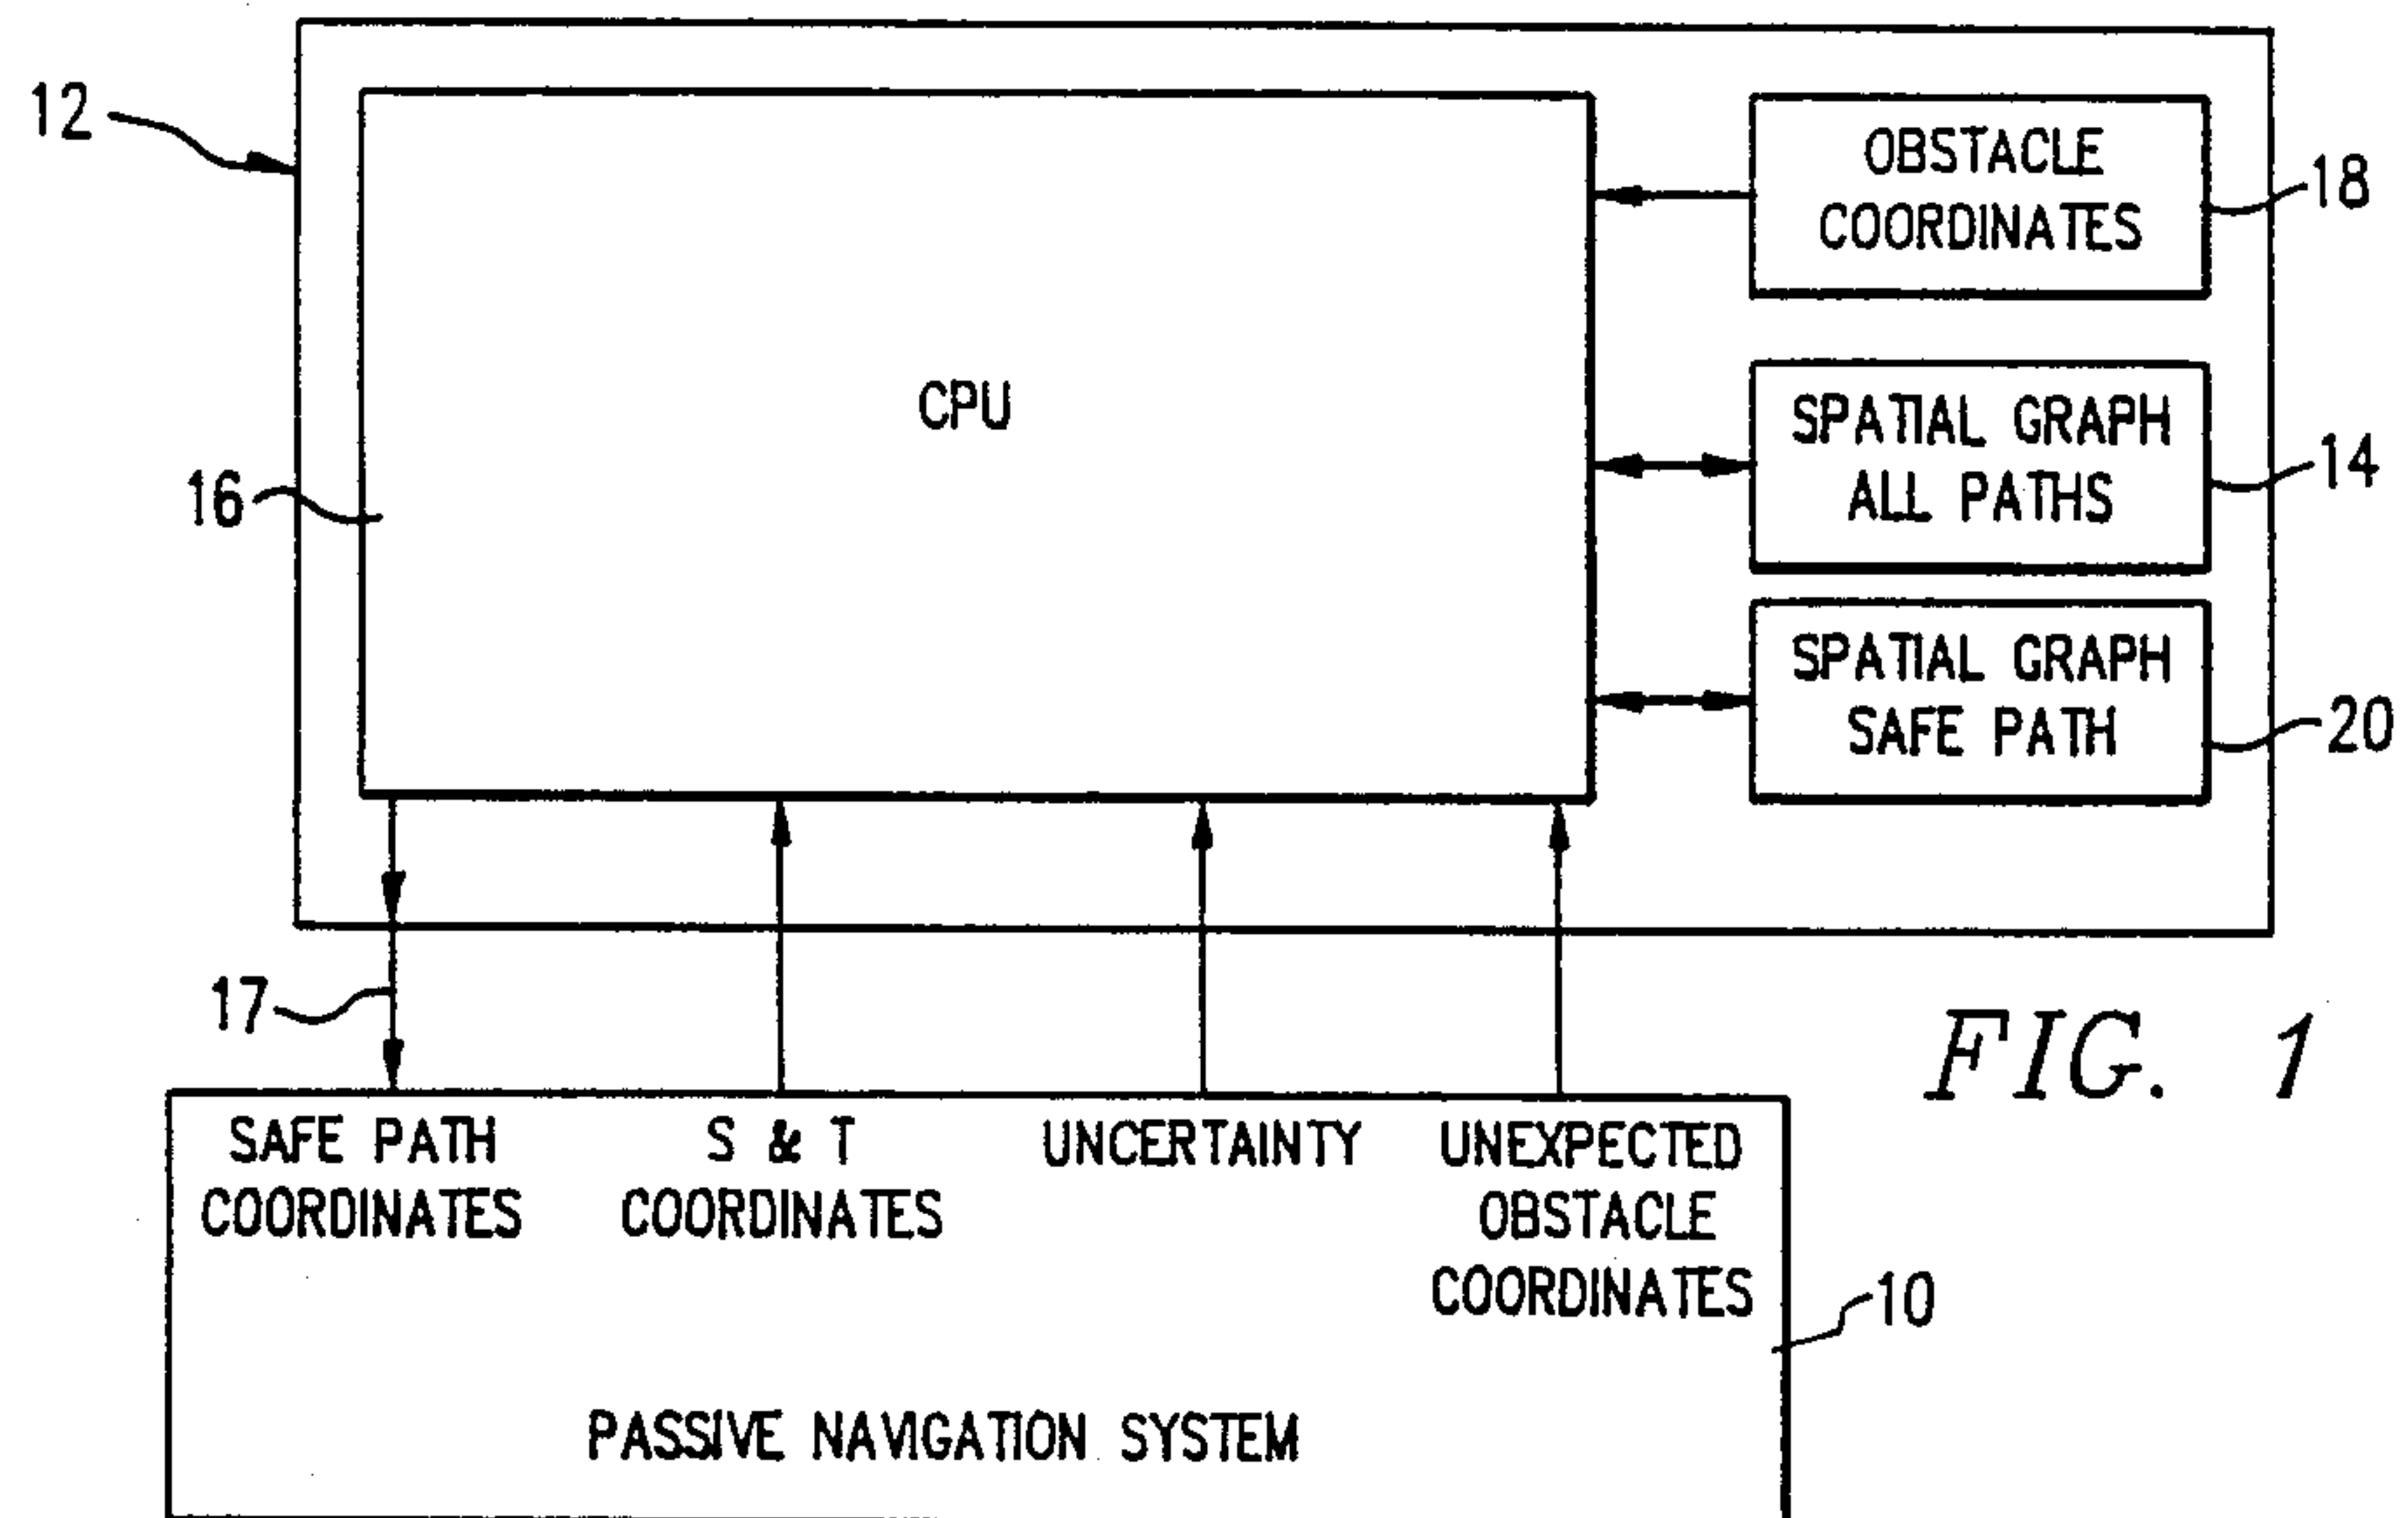 12
OBSTACLE
COORDINATES
18
CPU
SPATIAL GRAPH
ALL PATHS
14
16
SPATIAL GRAPH
SAFE PATH
20
17
FIG. 1
SAFE PATH
COORDINATES
S & T
COORDINATES
UNCERTAINTY
UNEXPECTED
OBSTACLE
COORDINATES
10
PASSIVE NAVIGATION SYSTEM